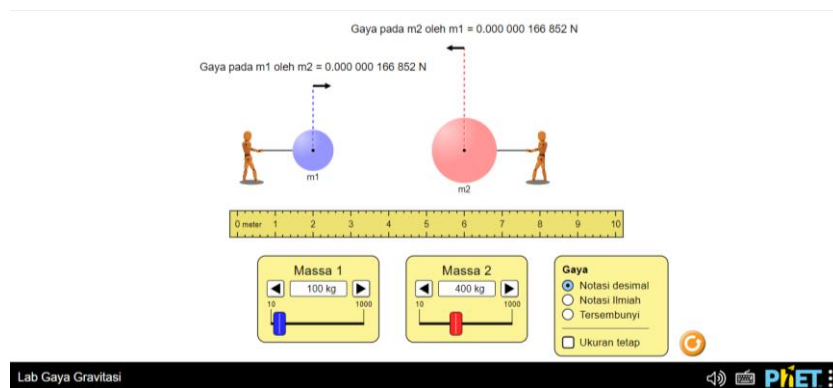 Gaya pada m2 oleh m1 = 0.000 000 166 852 N
Gaya pada m1 oleh m2 = 0.000 000 166 852 N
m1
m2
0 meter 1 2 3 4 5 6 7 8 9 10
Massa 1
100 kg
10 1000
Massa 2
400 kg
10 1000
Gaya
Notasi desimal
Notasi Ilmiah
Tersembunyi
Ukuran tetap
Lab Gaya Gravitasi
PhET